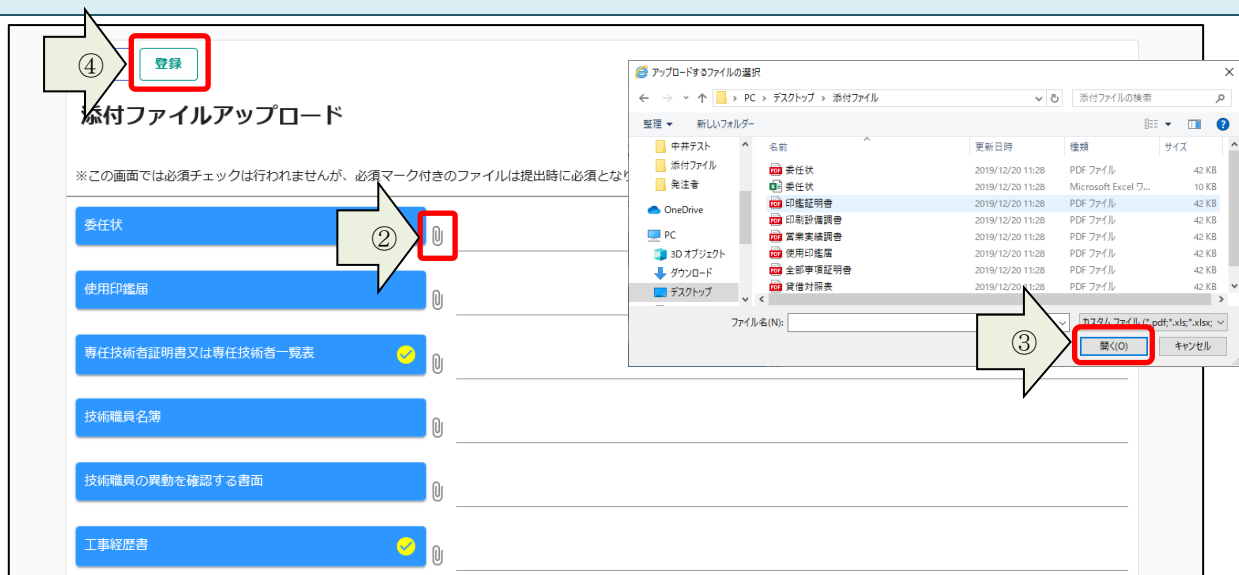 ④
登録
添付ファイルアップロード
※この画面では必須チェックは行われませんが、必須マーク付きのファイルは提出時に必須とな
委任状
②
使用印鑑届
専任技術者証明書又は専任技術者一覧表
技術職員名簿
技術職員の異動を確認する書面
工事経歴書
アップロードするファイルの選択
PC › デスクトップ › 添付ファイル
添付ファイルの検索
整理
新しいフォルダー
中井テスト
添付ファイル
発注者
OneDrive
PC
3D オブジェクト
ダウンロード
デスクトップ
名前 更新日時 種類 サイズ
委任状 2019/12/20 11:28 PDF ファイル 42 KB
委任状 2019/12/20 11:28 Microsoft Excel ワ... 10 KB
印鑑証明書 2019/12/20 11:28 PDF ファイル 42 KB
印刷設備調書 2019/12/20 11:28 PDF ファイル 42 KB
営業実績調書 2019/12/20 11:28 PDF ファイル 42 KB
使用印鑑届 2019/12/20 11:28 PDF ファイル 42 KB
全部事項証明書 2019/12/20 11:28 PDF ファイル 42 KB
貸借対照表 2019/12/20 11:28 PDF ファイル 42 KB
ファイル名(N):
カスタム ファイル (*.pdf;*.xls;*.xlsx;
③
開く(O)
キャンセル